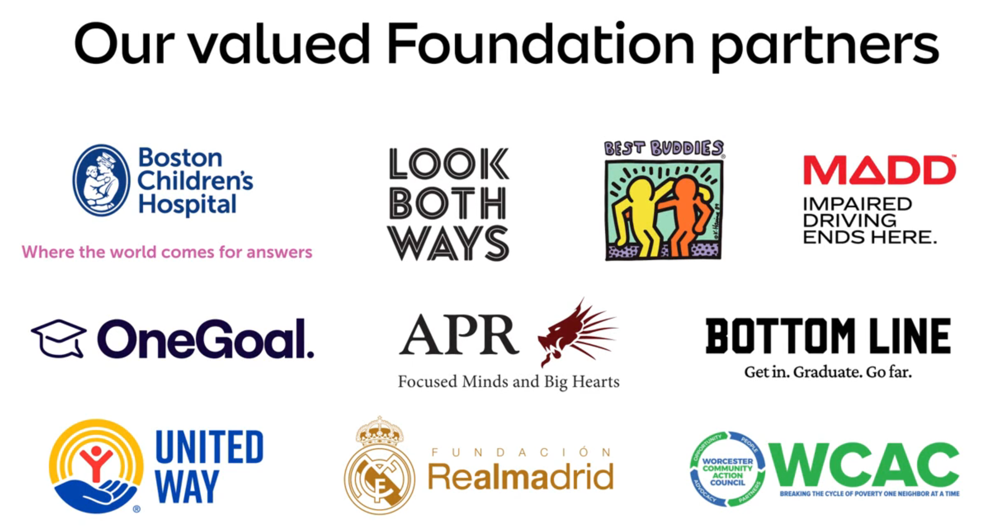 Our valued Foundation partners
Boston
Children's
Hospital
Where the world comes for answers
LOOK
BOTH
WAYS
BEST BUDDIES®
© K. Haring 89
MADD™
IMPAIRED
DRIVING
ENDS HERE.
OneGoal.
APR
Focused Minds and Big Hearts
BOTTOM LINE
Get in. Graduate. Go far.
UNITED
WAY
®
FUNDACIÓN
Realmadrid
OPPORTUNITY
PEOPLE
WORCESTER
COMMUNITY
ACTION
COUNCIL
ADVOCACY
PARTNERS
WCAC
BREAKING THE CYCLE OF POVERTY ONE NEIGHBOR AT A TIME